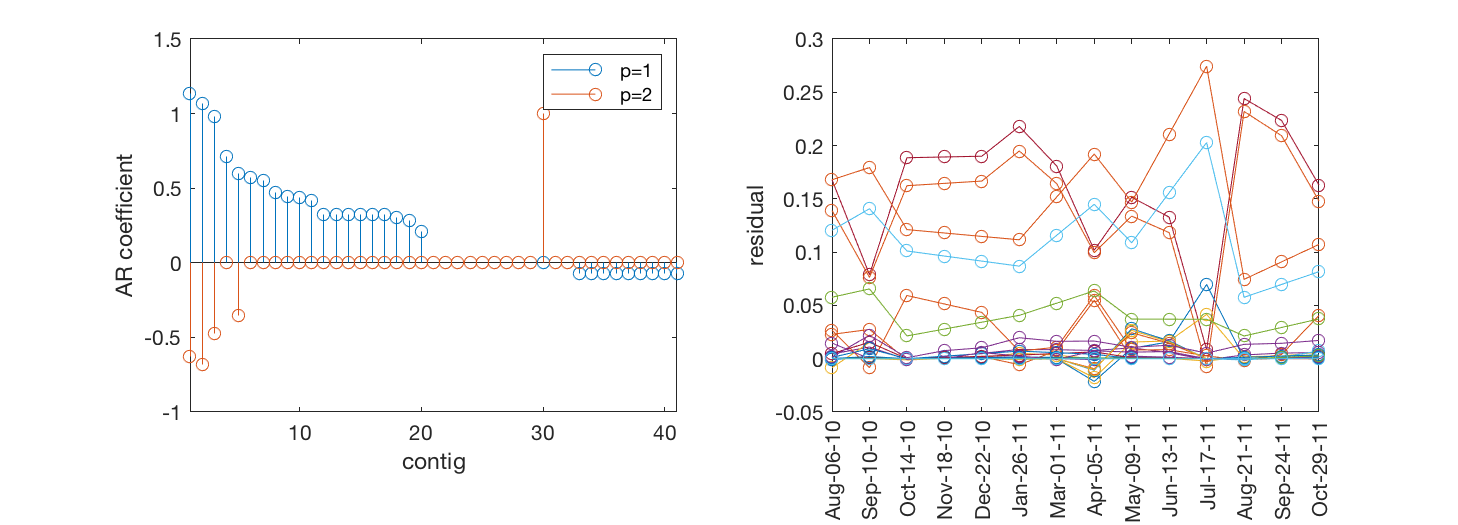 1.5
1
0.5
0
-0.5
-1
AR coefficient
10
20
30
40
contig
p=1
p=2
0.3
0.25
0.2
0.15
0.1
0.05
0
-0.05
residual
Aug-06-10
Sep-10-10
Oct-14-10
Nov-18-10
Dec-22-10
Jan-26-11
Mar-01-11
Apr-05-11
May-09-11
Jun-13-11
Jul-17-11
Aug-21-11
Sep-24-11
Oct-29-11